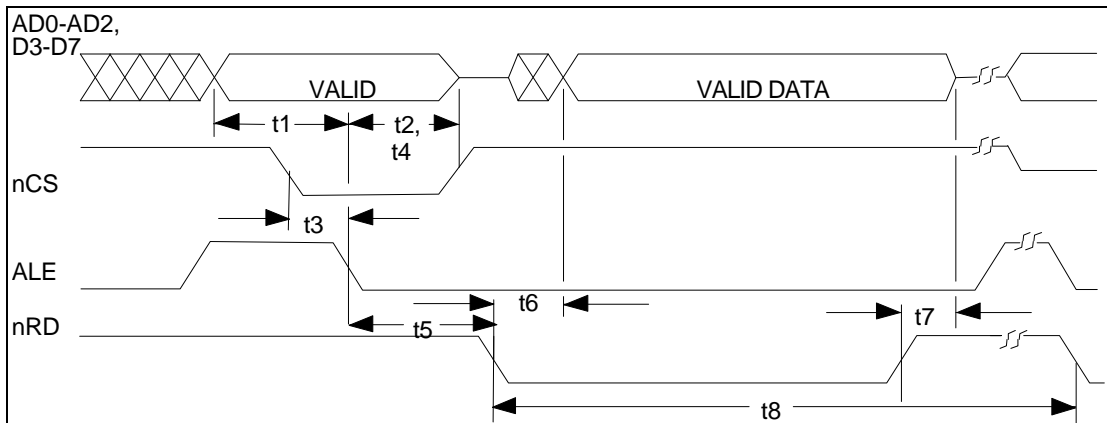 AD0-AD2,
D3-D7
VALID
VALID DATA
t1
t2,
t4
nCS
t3
ALE
t6
t7
nRD
t5
t8